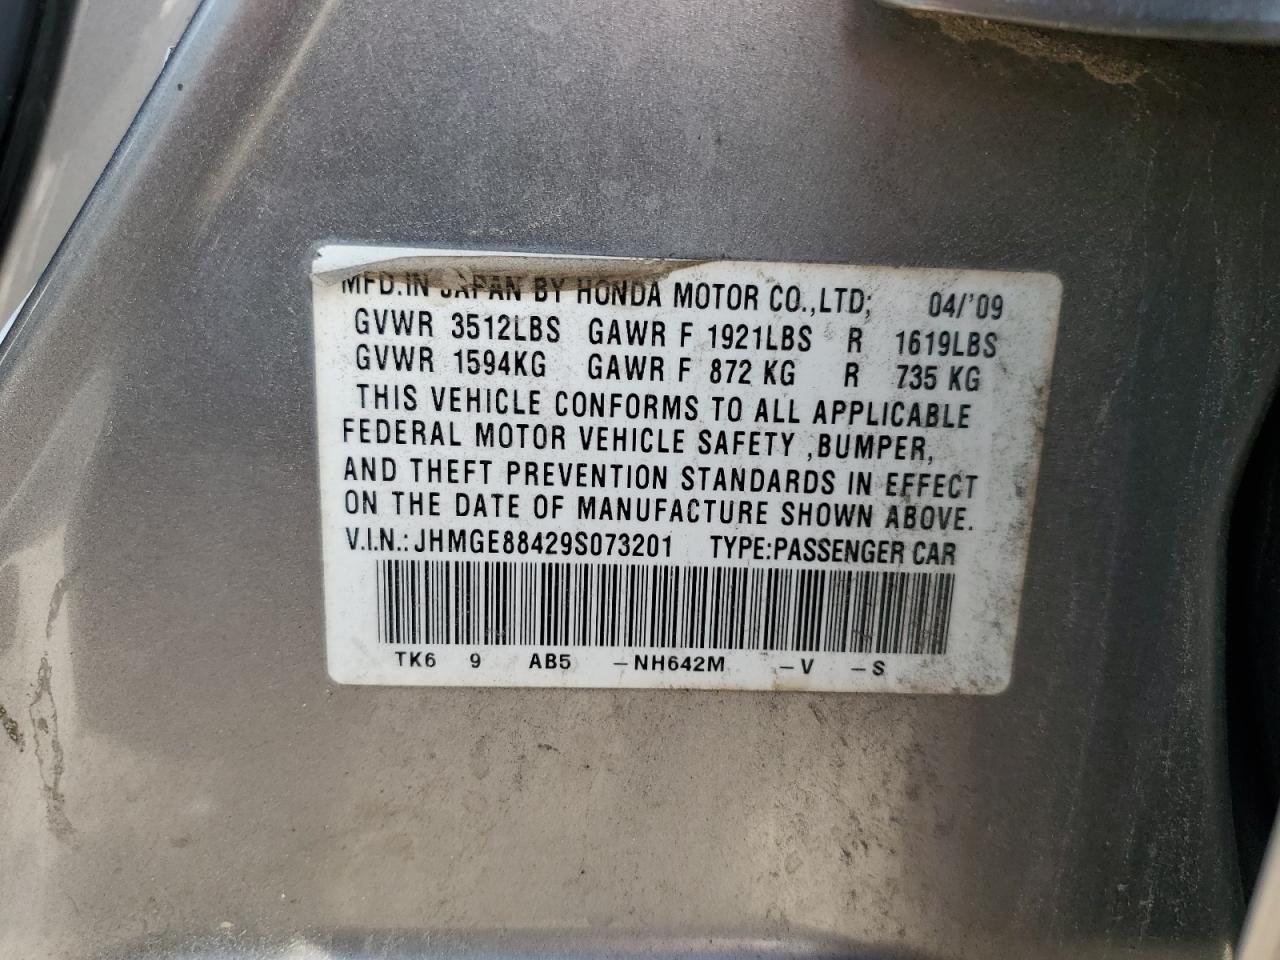 MFD.IN JAPAN BY HONDA MOTOR CO.,LTD; 04/'09
GVWR 3512LBS GAWR F 1921LBS R 1619LBS
GVWR 1594KG GAWR F 872 KG R 735 KG
THIS VEHICLE CONFORMS TO ALL APPLICABLE
FEDERAL MOTOR VEHICLE SAFETY ,BUMPER,
AND THEFT PREVENTION STANDARDS IN EFFECT
ON THE DATE OF MANUFACTURE SHOWN ABOVE.
V.I.N.: JHMGE88429S073201 TYPE:PASSENGER CAR
TK6 9 AB5 -NH642M -V -S